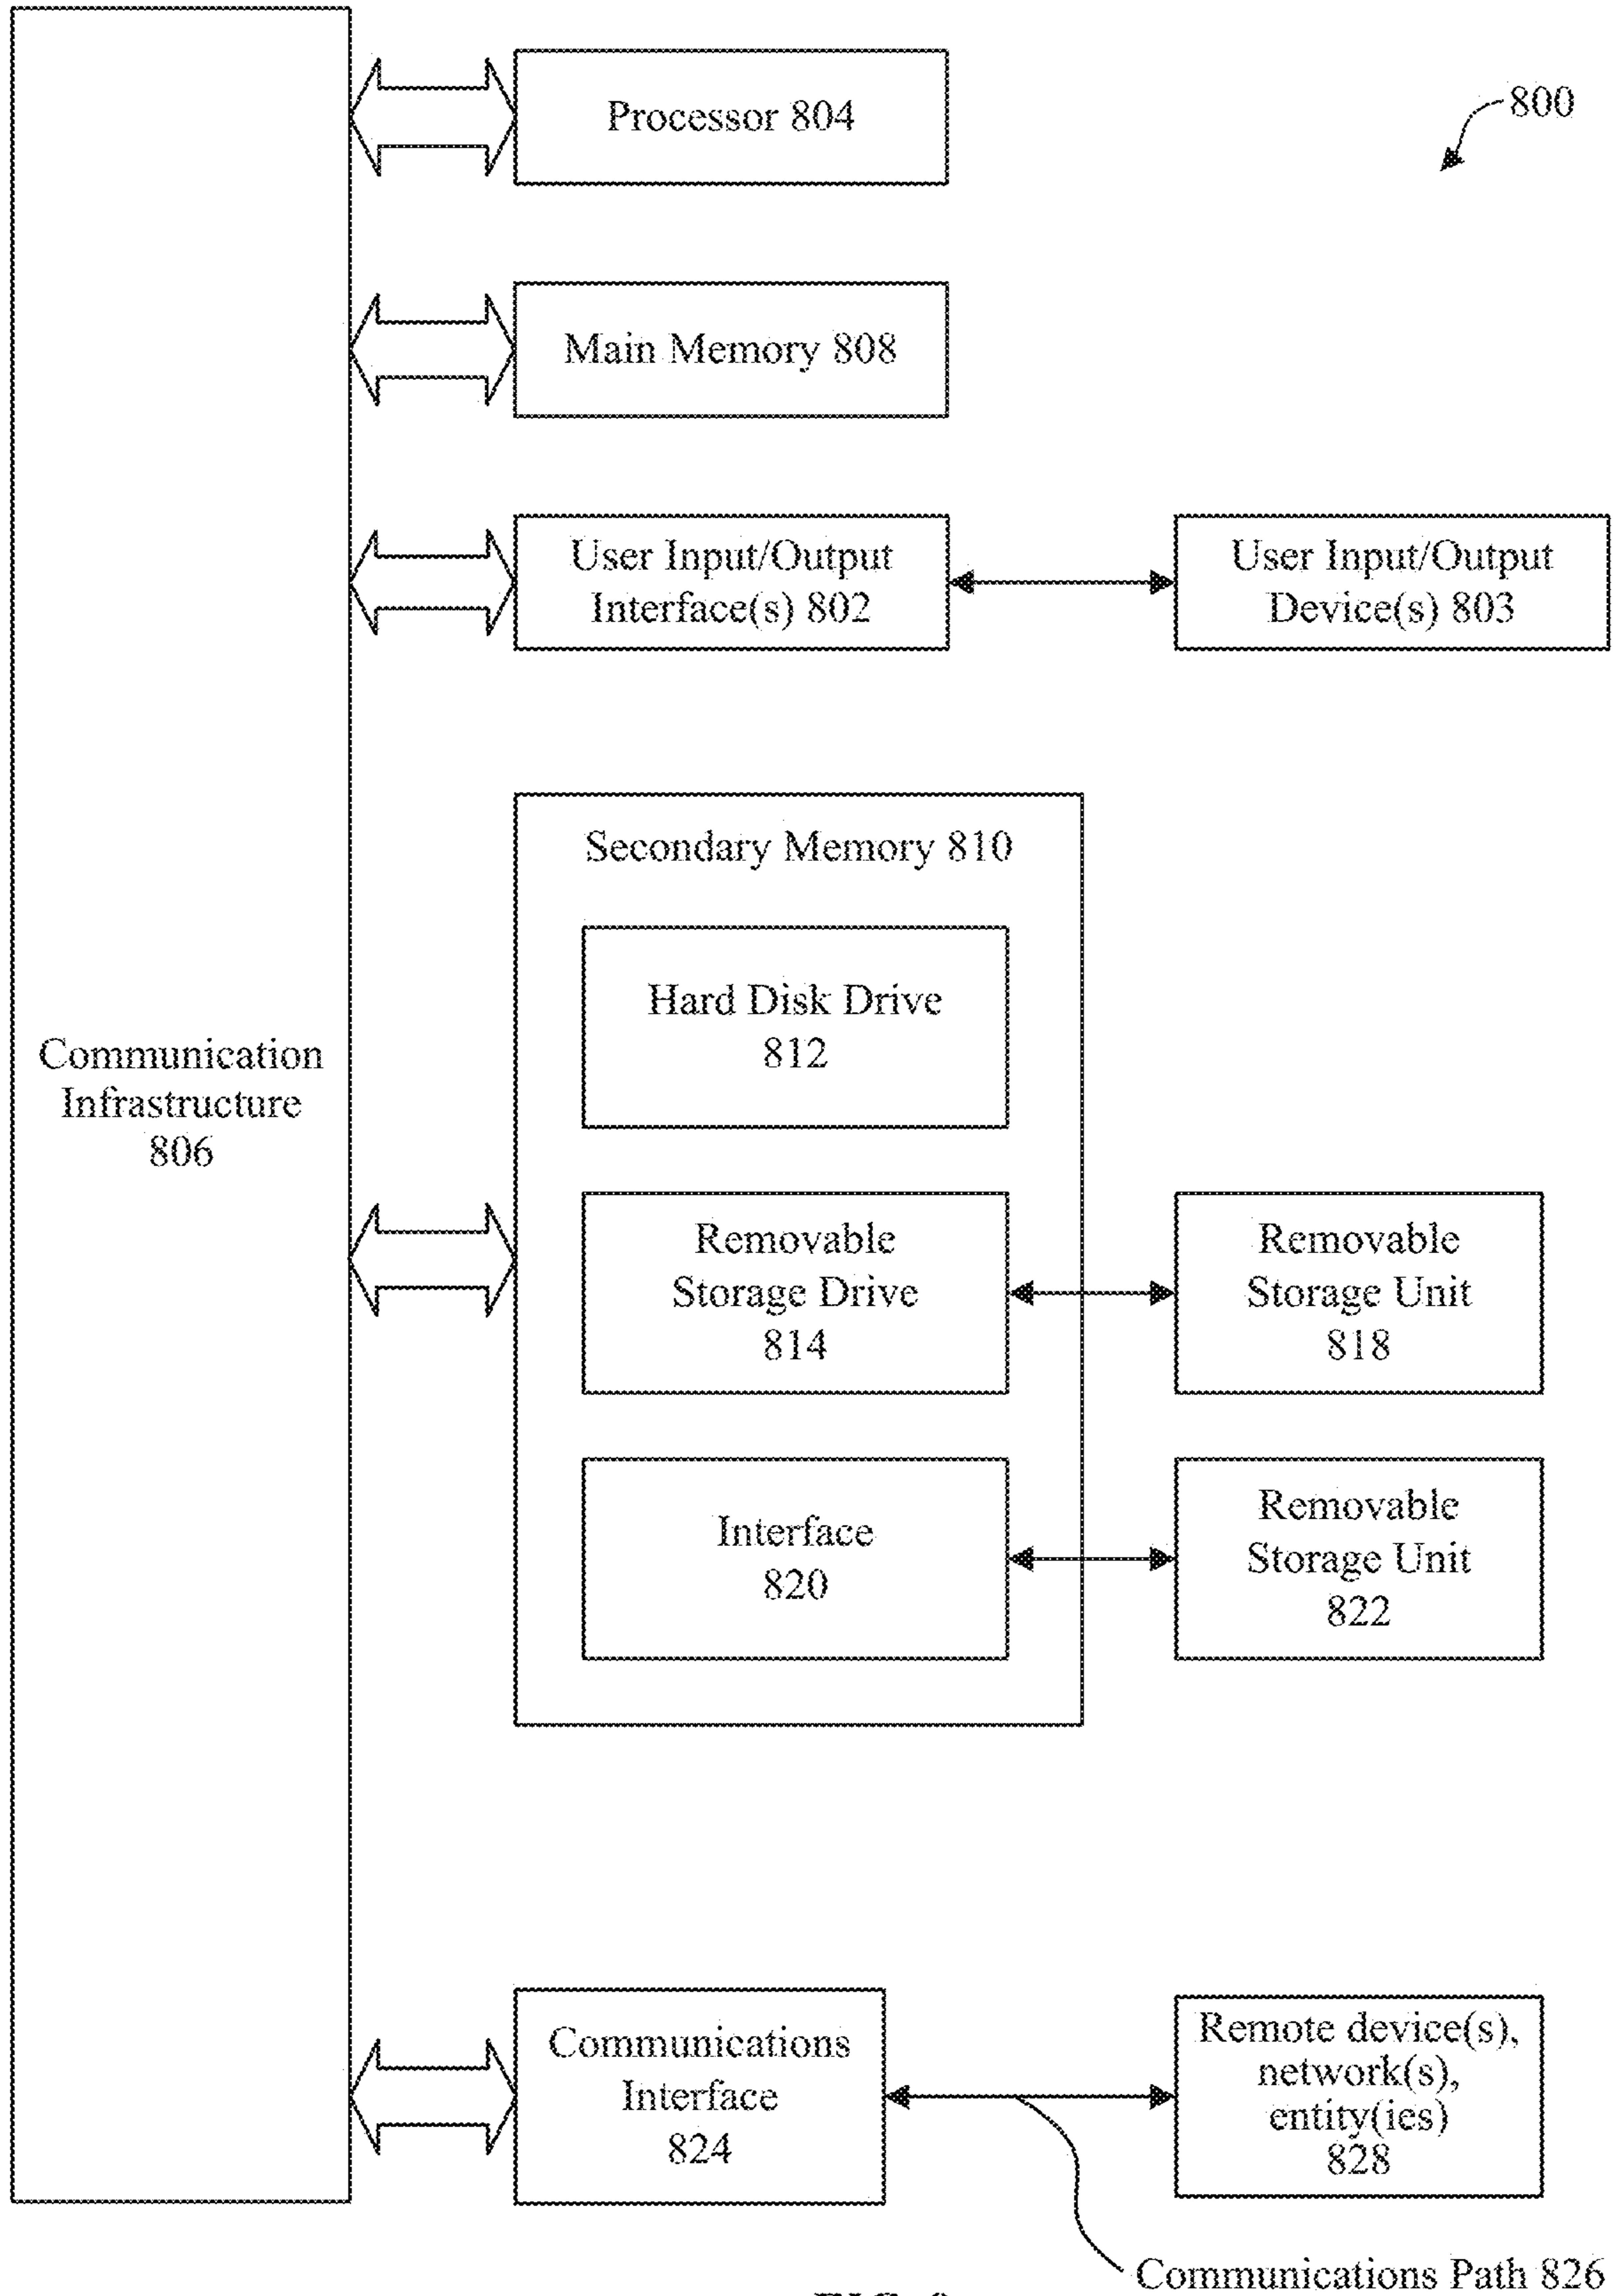 Processor 804
800
Main Memory 808
User Input/Output
Interface(s) 802
User Input/Output
Device(s) 803
Secondary Memory 810
Hard Disk Drive
812
Communication
Infrastructure
806
Removable
Storage Drive
814
Removable
Storage Unit
818
Interface
820
Removable
Storage Unit
822
Communications
Interface
824
Remote device(s),
network(s),
entity(ies)
828
Communications Path 826